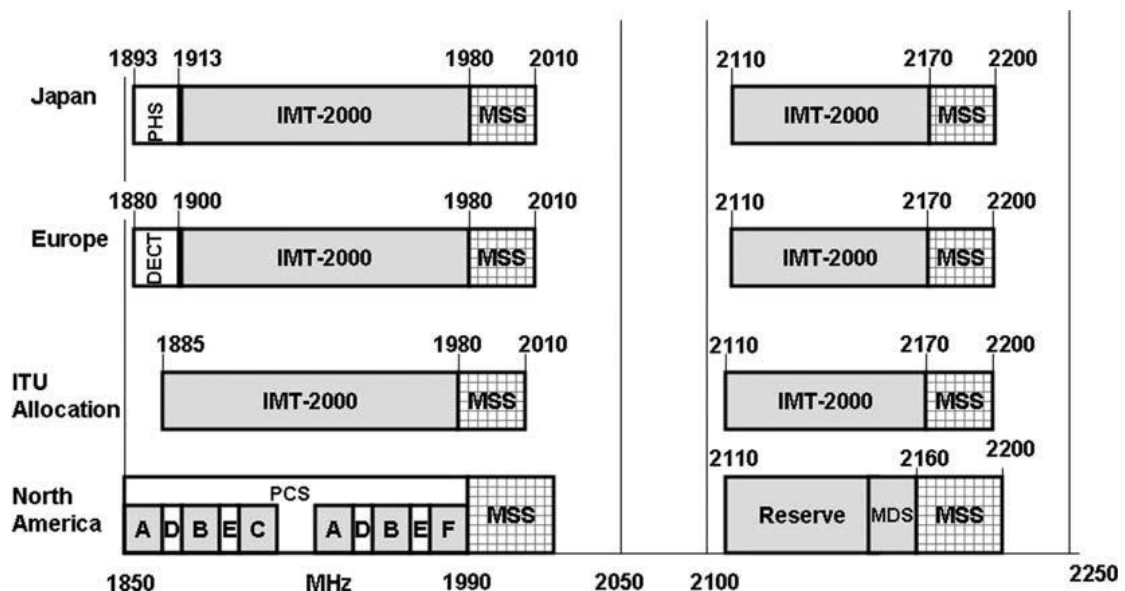 1893 1913 1980 2010 2110 2170 2200
Japan PHS IMT-2000 MSS IMT-2000 MSS
1880 1900 1980 2010 2110 2170 2200
Europe DECT IMT-2000 MSS IMT-2000 MSS
1885 1980 2010 2110 2170 2200
ITU
Allocation IMT-2000 MSS IMT-2000 MSS
2110 2160 2200
North
America PCS MSS Reserve MDS MSS
A D B E C A D B E F
1850 MHz 1990 2050 2100 2250